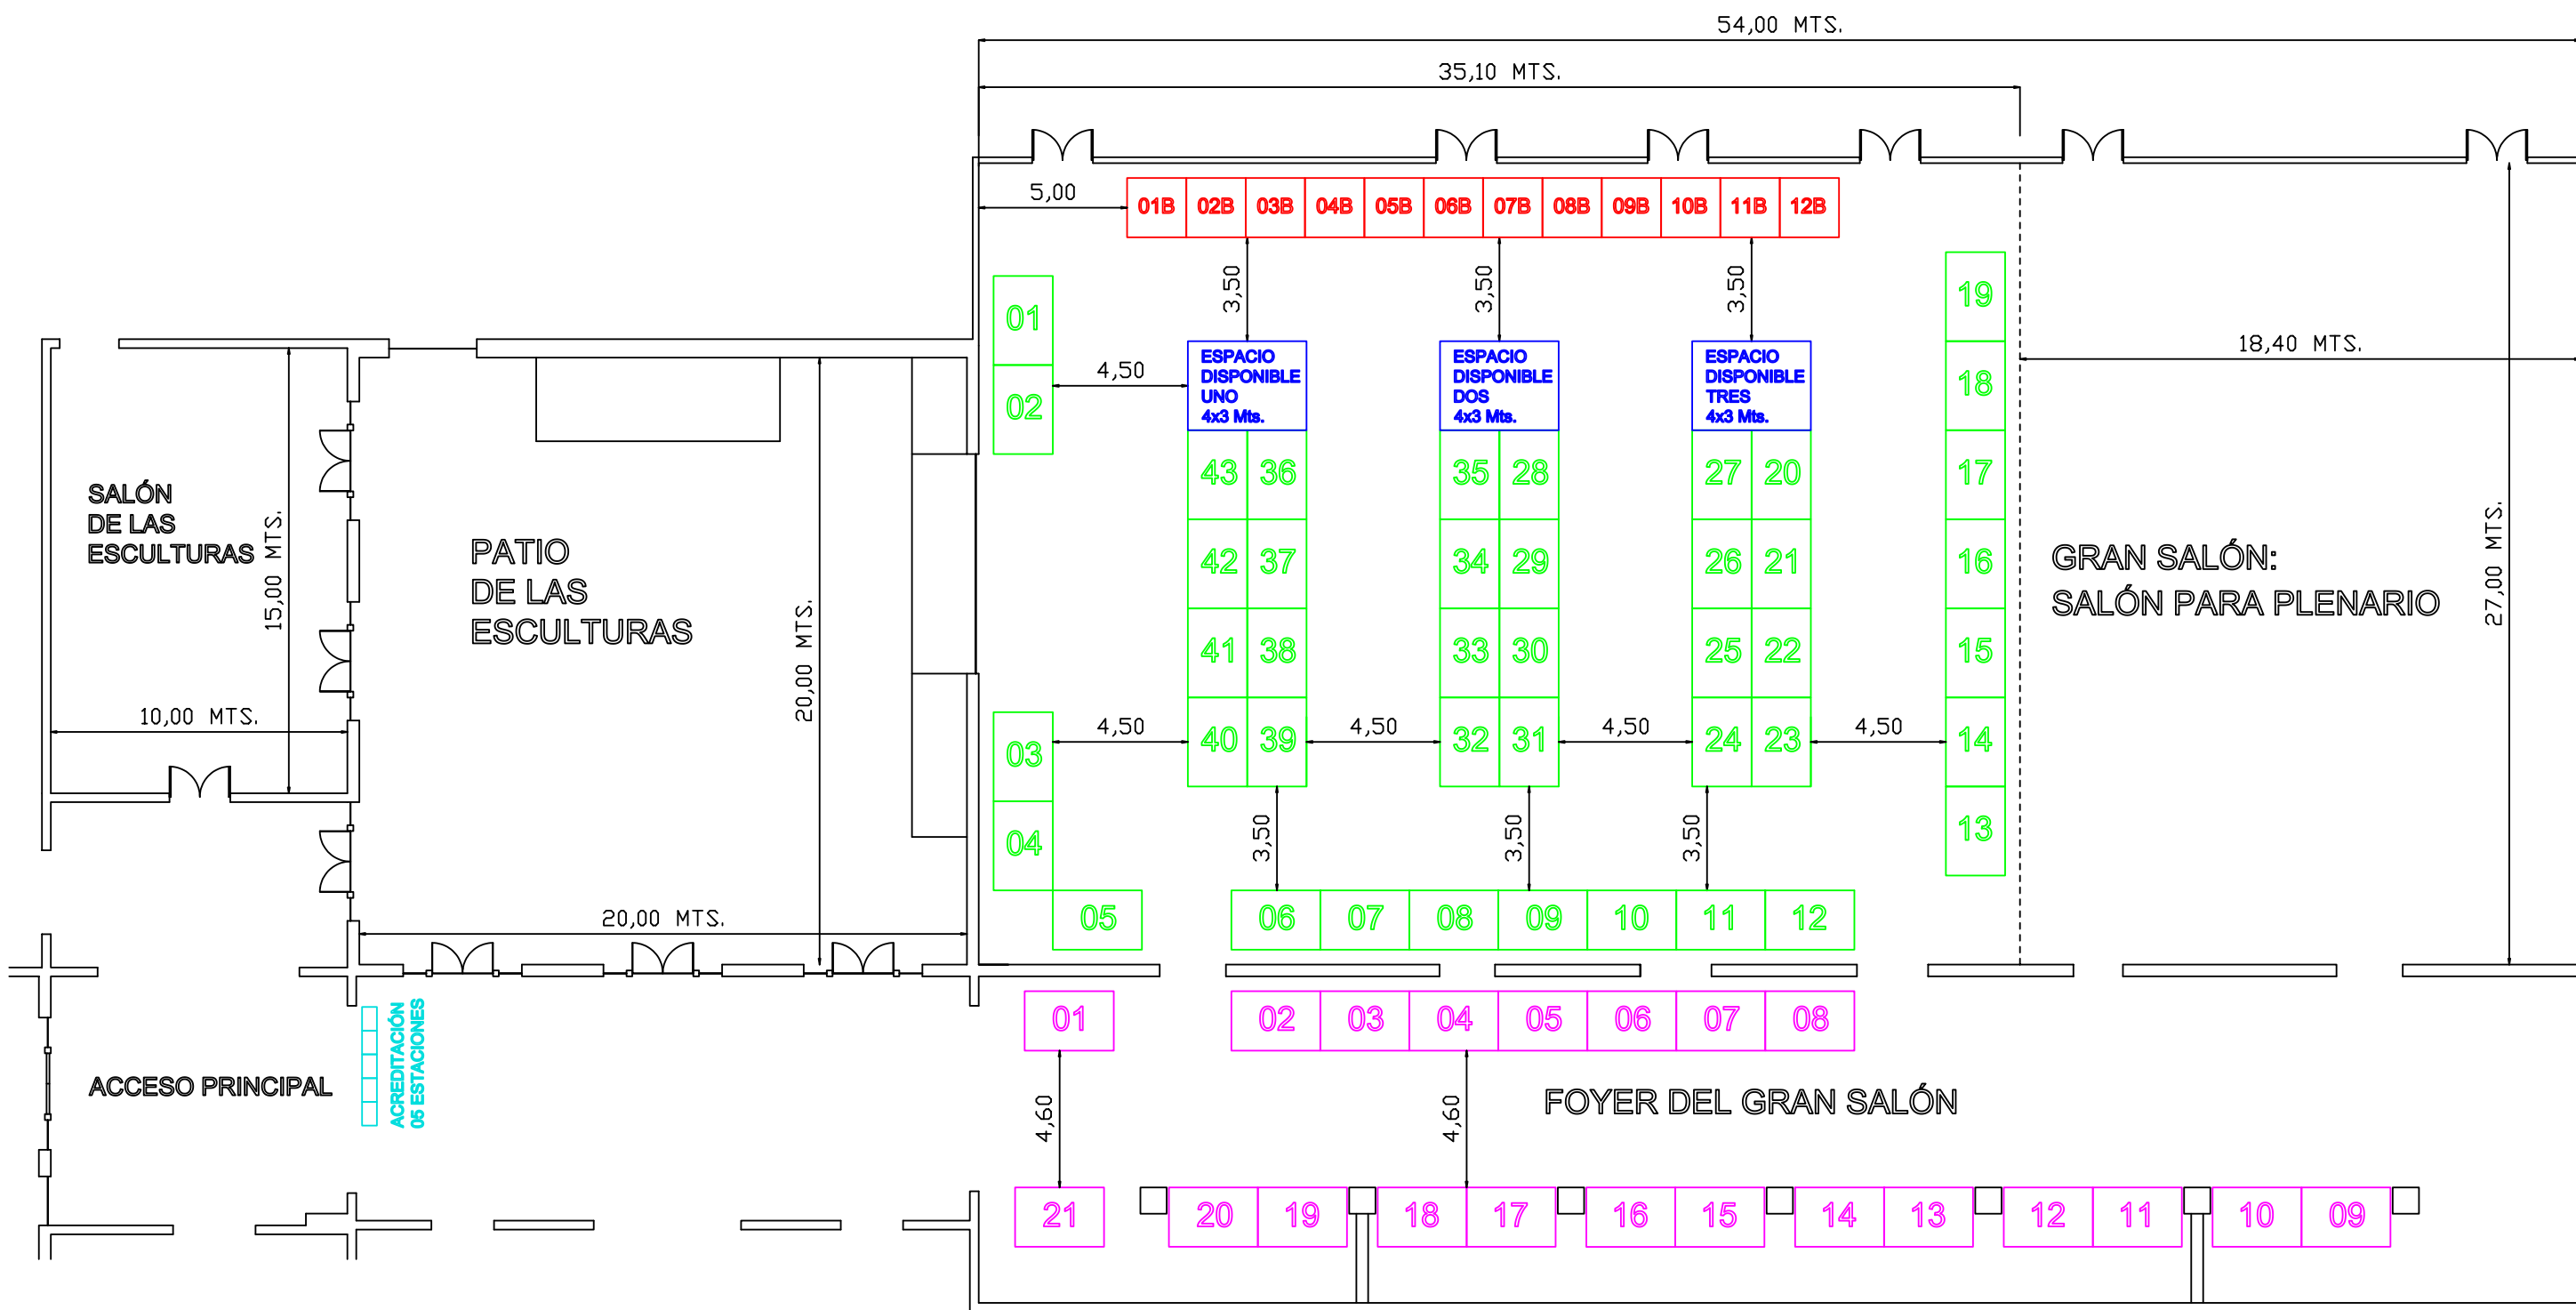 54,00 MTS.
35,10 MTS.
5,00
01B 02B 03B 04B 05B 06B 07B 08B 09B 10B 11B 12B
3,50 3,50 3,50
01
02
4,50
ESPACIO
DISPONIBLE
UNO
4x3 Mts.
ESPACIO
DISPONIBLE
DOS
4x3 Mts.
ESPACIO
DISPONIBLE
TRES
4x3 Mts.
19
18
17
16
15
14
13
18,40 MTS.
43 36 35 28 27 20
42 37 34 29 26 21
41 38 33 30 25 22
40 39 32 31 24 23
SALÓN
DE LAS
ESCULTURAS
15,00 MTS.
10,00 MTS.
PATIO
DE LAS
ESCULTURAS
20,00 MTS.
20,00 MTS.
GRAN SALÓN:
SALÓN PARA PLENARIO
27,00 MTS.
03
04
05
4,50 4,50 4,50 4,50
3,50 3,50 3,50
06 07 08 09 10 11 12
ACREDITACIÓN
05 ESTACIONES
ACCESO PRINCIPAL
01 02 03 04 05 06 07 08
4,60 4,60
FOYER DEL GRAN SALÓN
21 20 19 18 17 16 15 14 13 12 11 10 09